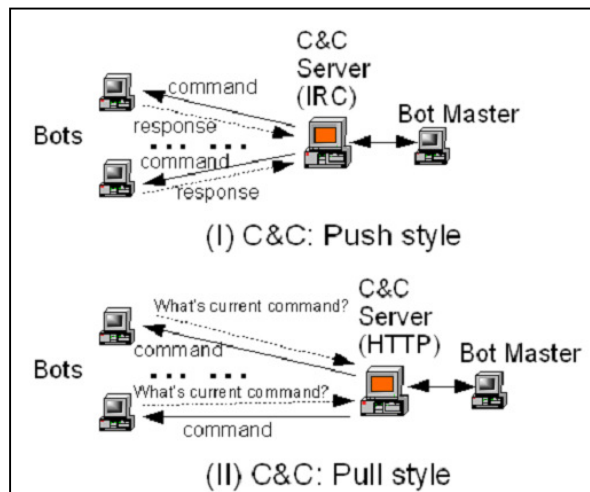 C&C
Server
(IRC)
command
Bot Master
Bots
response
... ...
command
response
(I) C&C: Push style
C&C
Server
(HTTP)
What's current command?
command
Bot Master
Bots
... ...
What's current command?
command
(II) C&C: Pull style